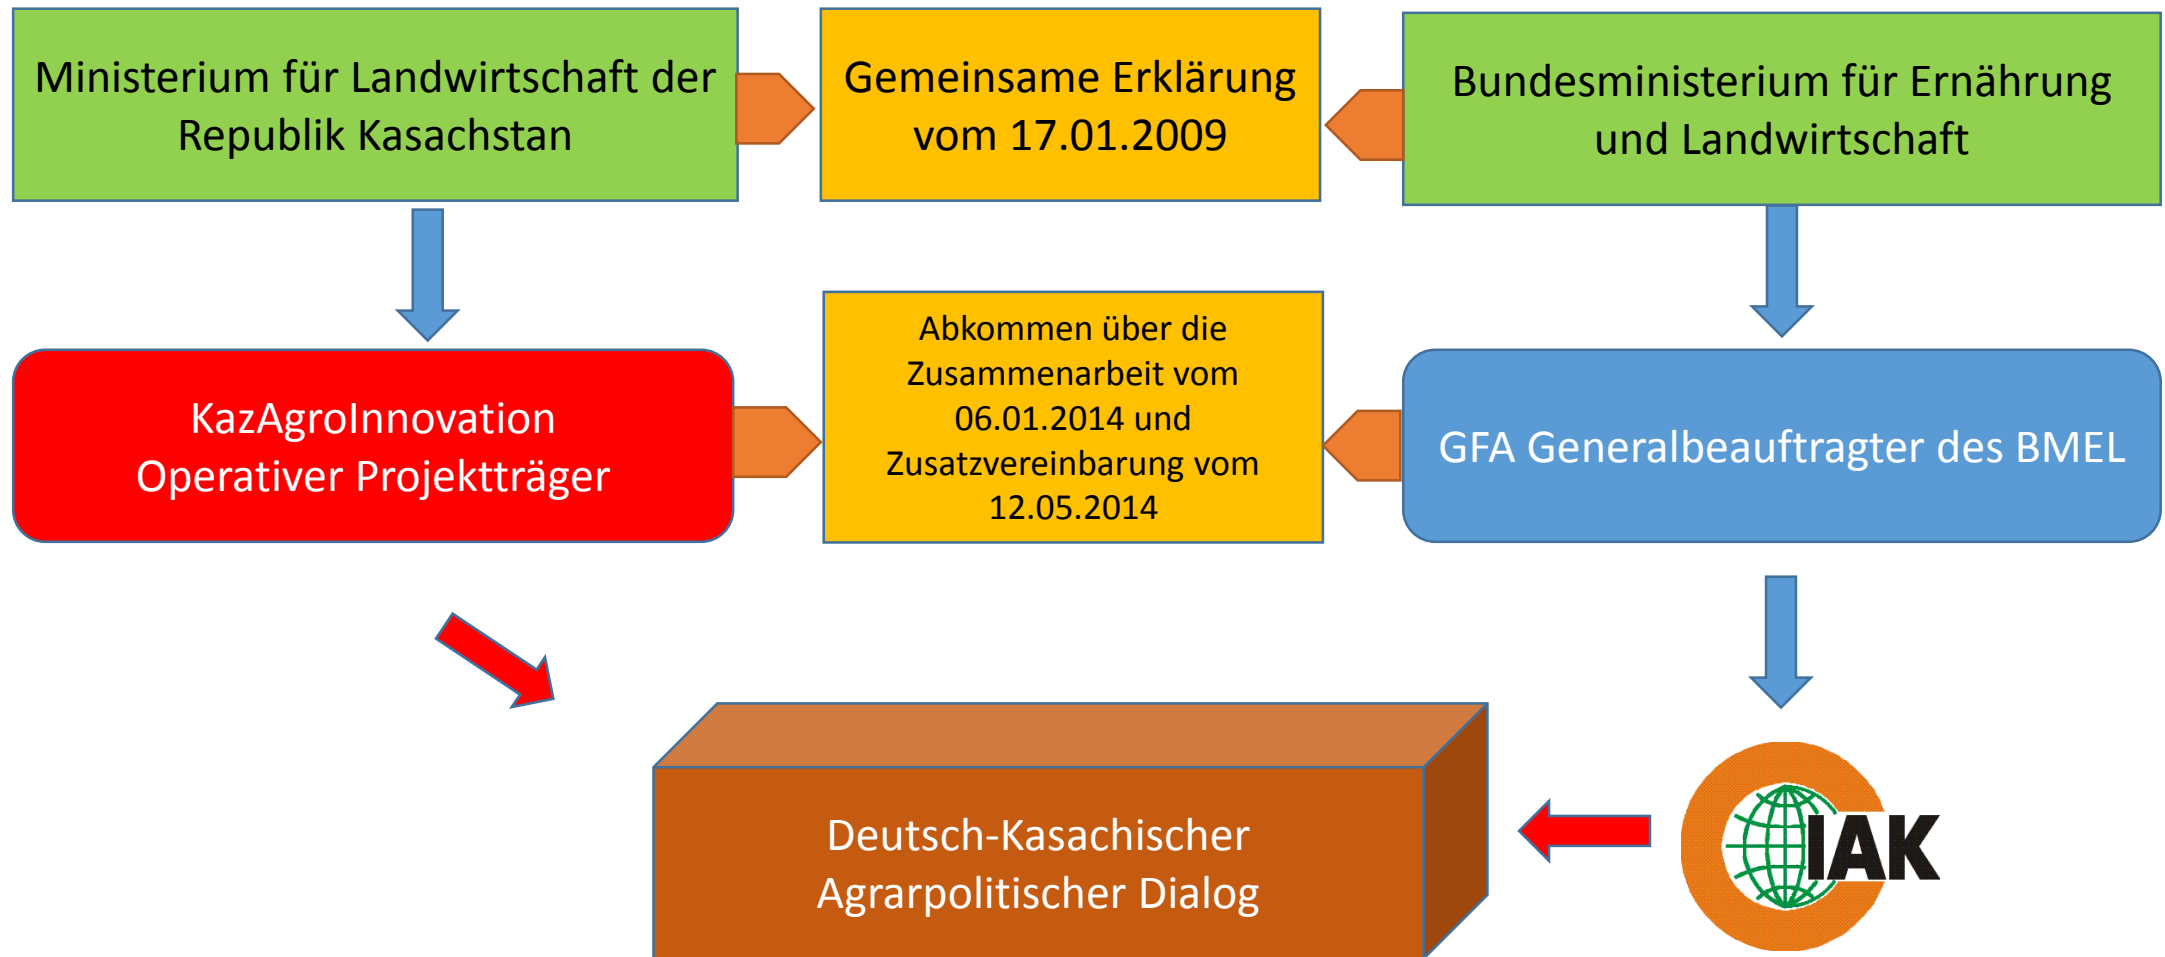 Ministerium für Landwirtschaft der
Republik Kasachstan
Gemeinsame Erklärung
vom 17.01.2009
Bundesministerium für Ernährung
und Landwirtschaft
KazAgroInnovation
Operativer Projektträger
Abkommen über die
Zusammenarbeit vom
06.01.2014 und
Zusatzvereinbarung vom
12.05.2014
GFA Generalbeauftragter des BMEL
Deutsch-Kasachischer
Agrarpolitischer Dialog
IAK